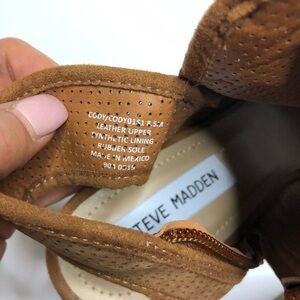 LEATHER UPPER
SYNTHETIC LINING
RUBBER SOLE
MADE IN MEXICO
STEVE MADDEN